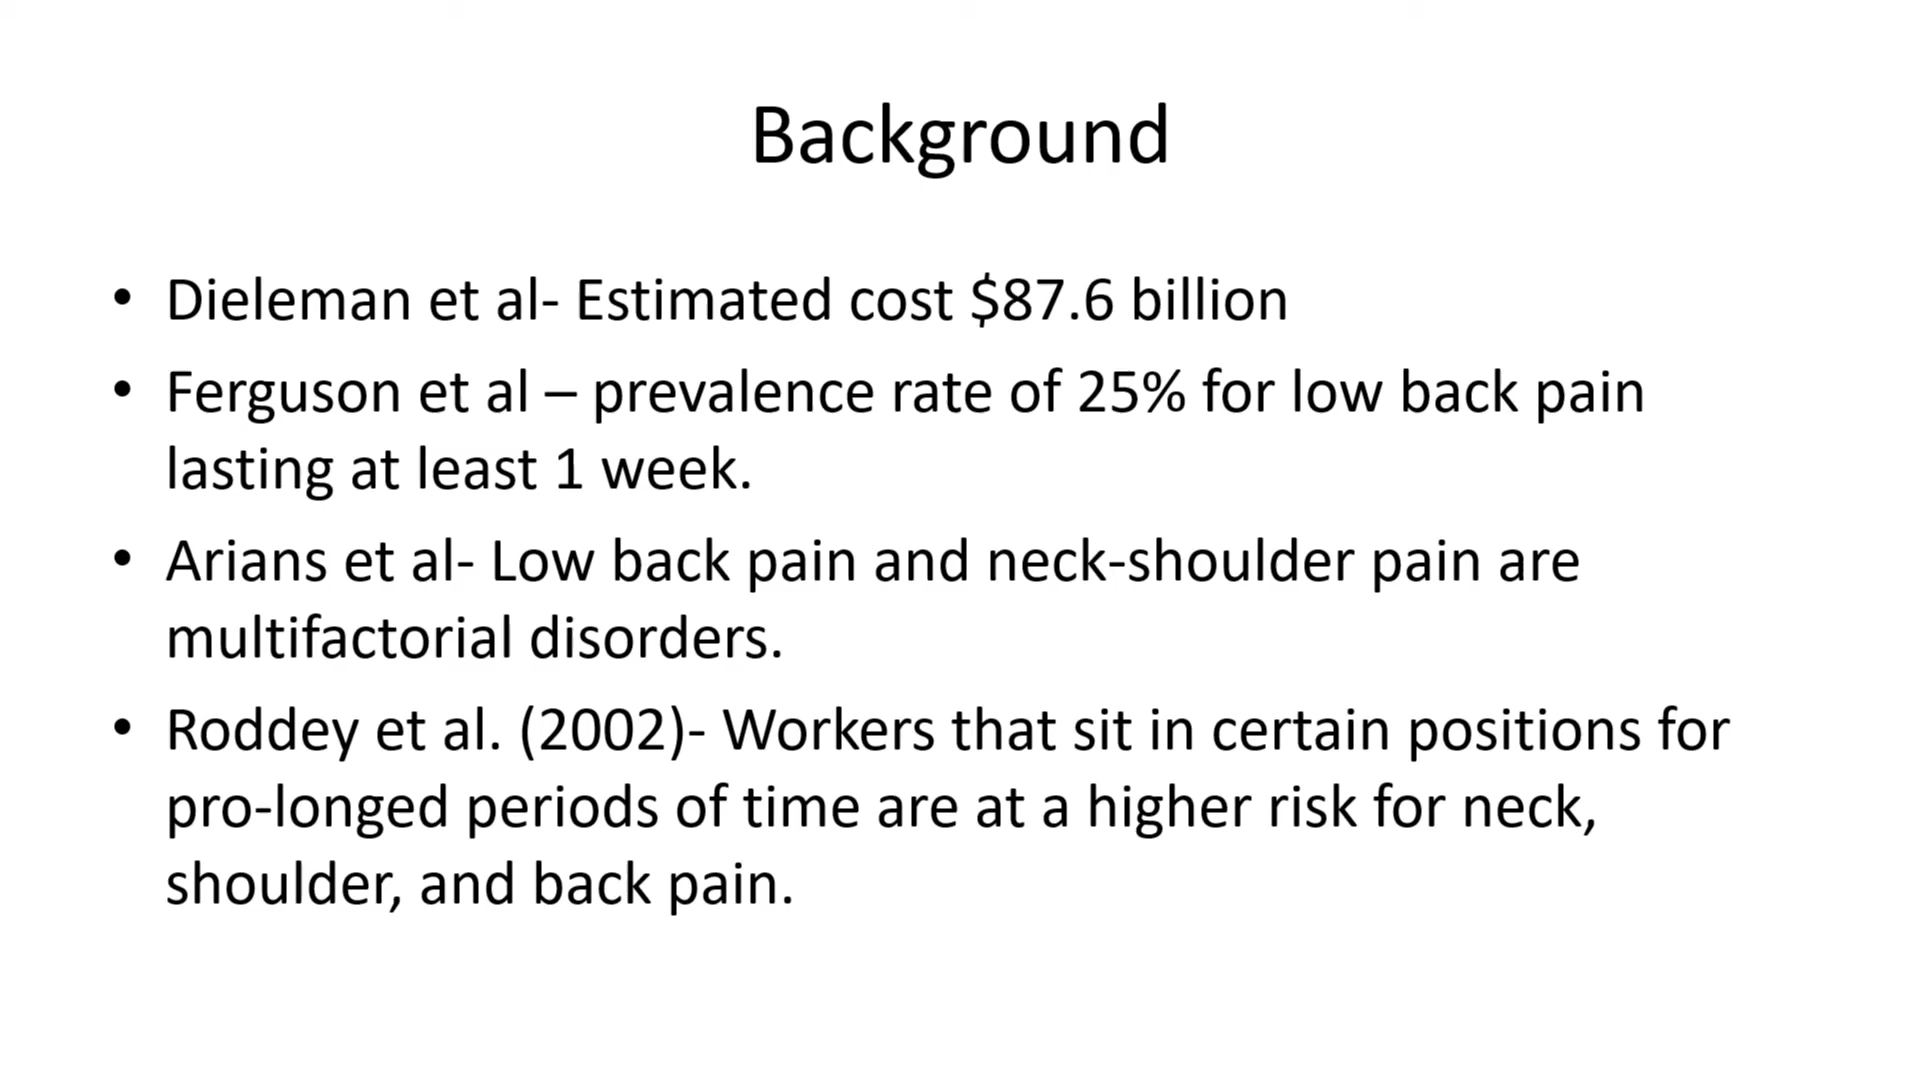 Background
• Dieleman et al- Estimated cost $87.6 billion
• Ferguson et al – prevalence rate of 25% for low back pain
lasting at least 1 week.
• Arians et al- Low back pain and neck-shoulder pain are
multifactorial disorders.
• Roddey et al. (2002)- Workers that sit in certain positions for
pro-longed periods of time are at a higher risk for neck,
shoulder, and back pain.